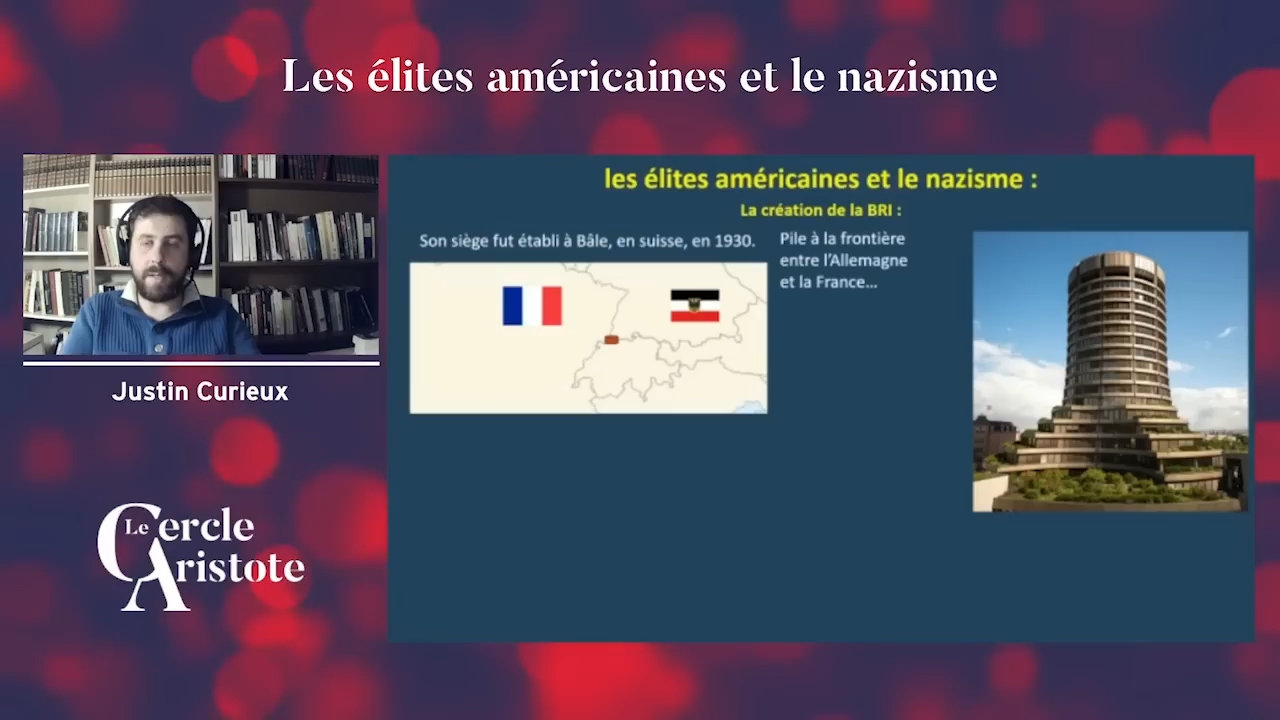 Les élites américaines et le nazisme
les élites américaines et le nazisme :
La création de la BRI :
Son siège fut établi à Bâle, en suisse, en 1930.
Pile à la frontière
entre l'Allemagne
et la France...
Justin Curieux
Le Cercle
Aristote